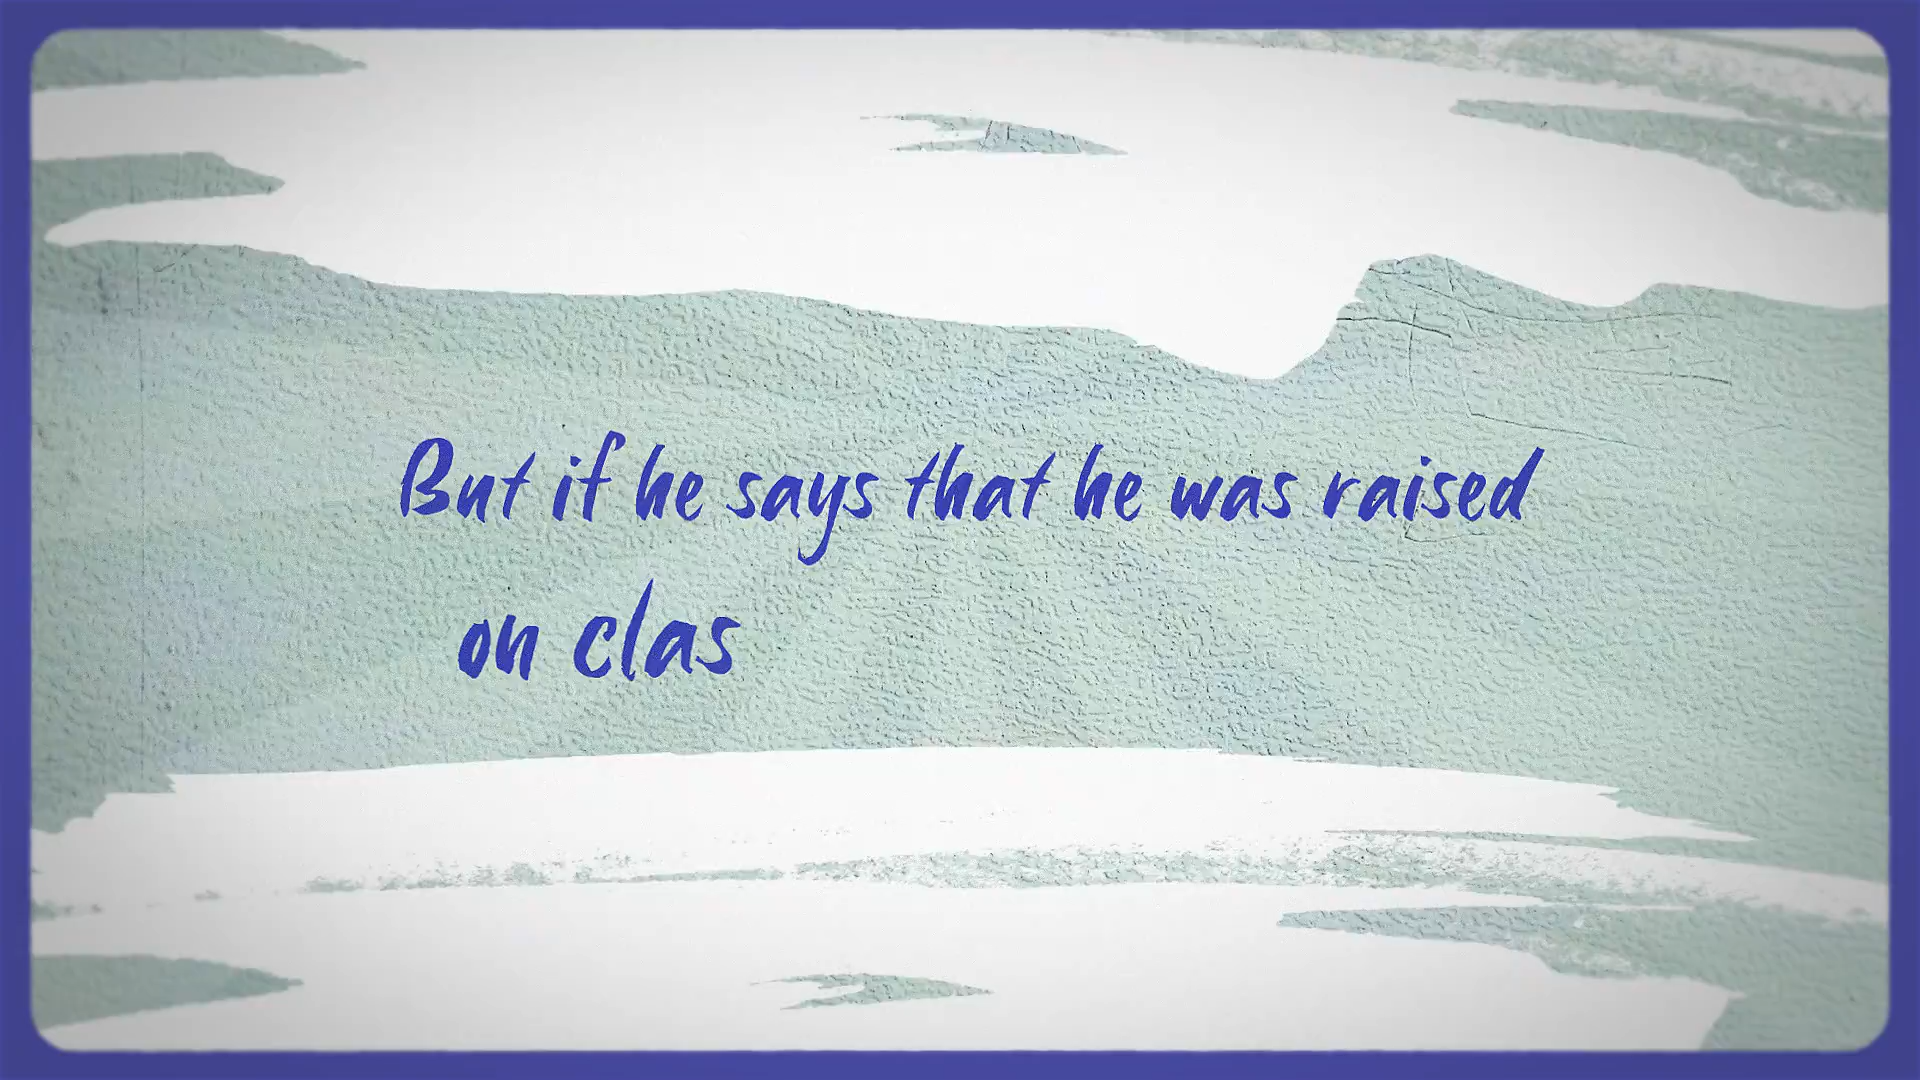 But if he says that he was raised
on clas